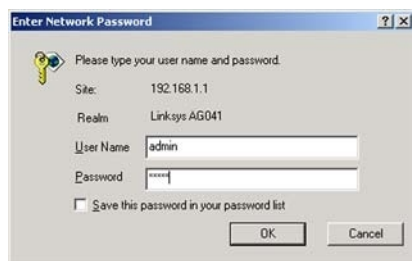 Enter Network Password
? X
Please type your user name and password.
Site: 192.168.1.1
Realm Linksys AG041
User Name admin
Password *****
Save this password in your password list
OK Cancel